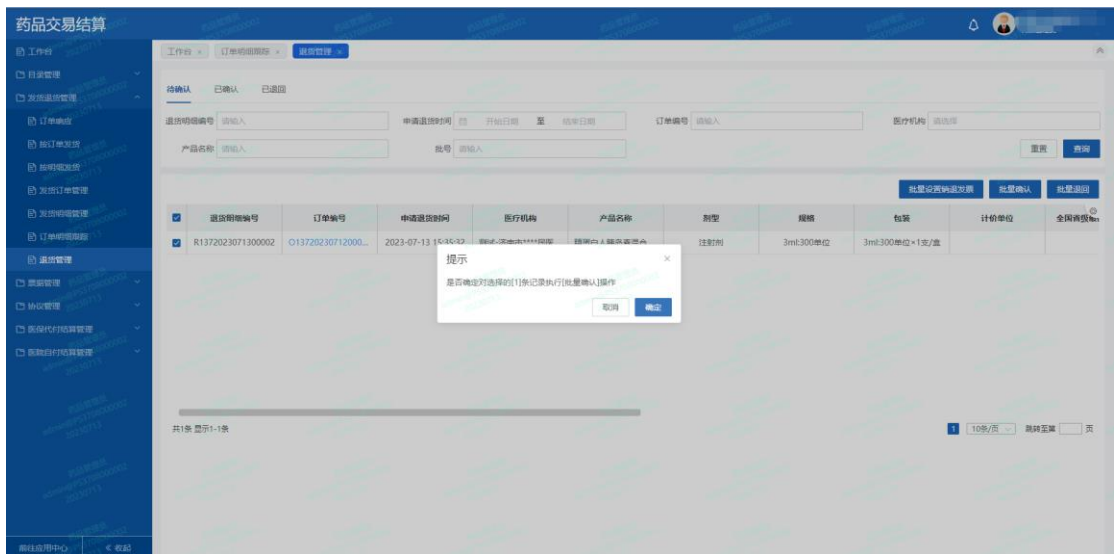 药品交易结算
工作台
目录管理
发货退货管理
订单响应
按订单发货
按明细发货
发货订单管理
发货明细管理
订单明细跟踪
退货管理
票据管理
协议管理
医保代付结算管理
医院自付结算管理
前往应用中心 《 收起
工作台 × 订单明细跟踪 × 退货管理 ×
待确认 已确认 已退回
退货明细编号 请输入 申请退货时间 开始日期 至 结束日期 订单编号 请输入 医疗机构 请选择
产品名称 请输入 批号 请输入 重置 查询
批量设置销退发票 批量确认 批量退回
退货明细编号 订单编号 申请退货时间 医疗机构 产品名称 剂型 规格 包装 计价单位
R1372023071300002 O13720230712000... 2023-07-13 15:35:32 注射剂 3ml:300单位 3ml:300单位×1支/盒
提示 ×
是否确定对选择的[1]条记录执行[批量确认]操作
取消 确定
共1条 显示1-1条
1 10条/页 跳转至第 页